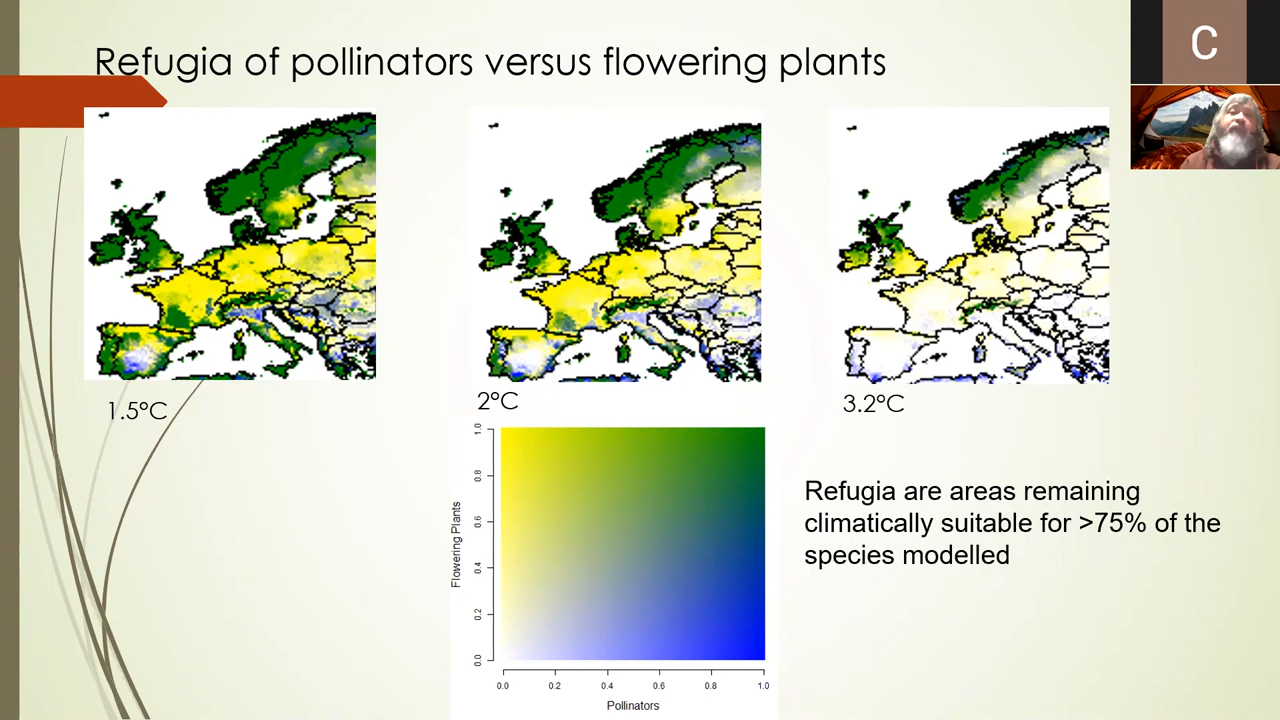 Refugia of pollinators versus flowering plants
C
1.5°C
2°C
3.2°C
Flowering Plants
1.0
0.8
0.6
0.4
0.2
0.0
0.0 0.2 0.4 0.6 0.8 1.0
Pollinators
Refugia are areas remaining
climatically suitable for >75% of the
species modelled